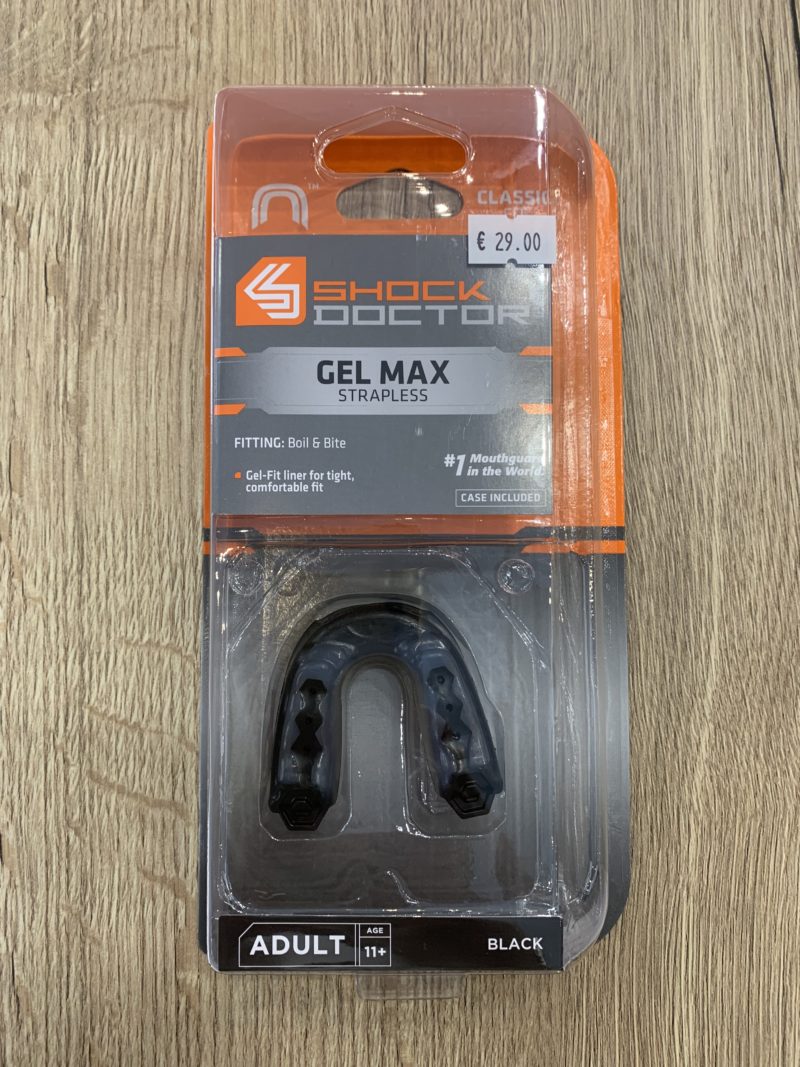 ™
CLASSIC
€ 29.00
SHOCK
DOCTOR
GEL MAX
STRAPLESS
FITTING: Boil & Bite
#1 Mouthguard
in the World.
Gel-Fit liner for tight,
comfortable fit
CASE INCLUDED
ADULT
AGE
11+
BLACK